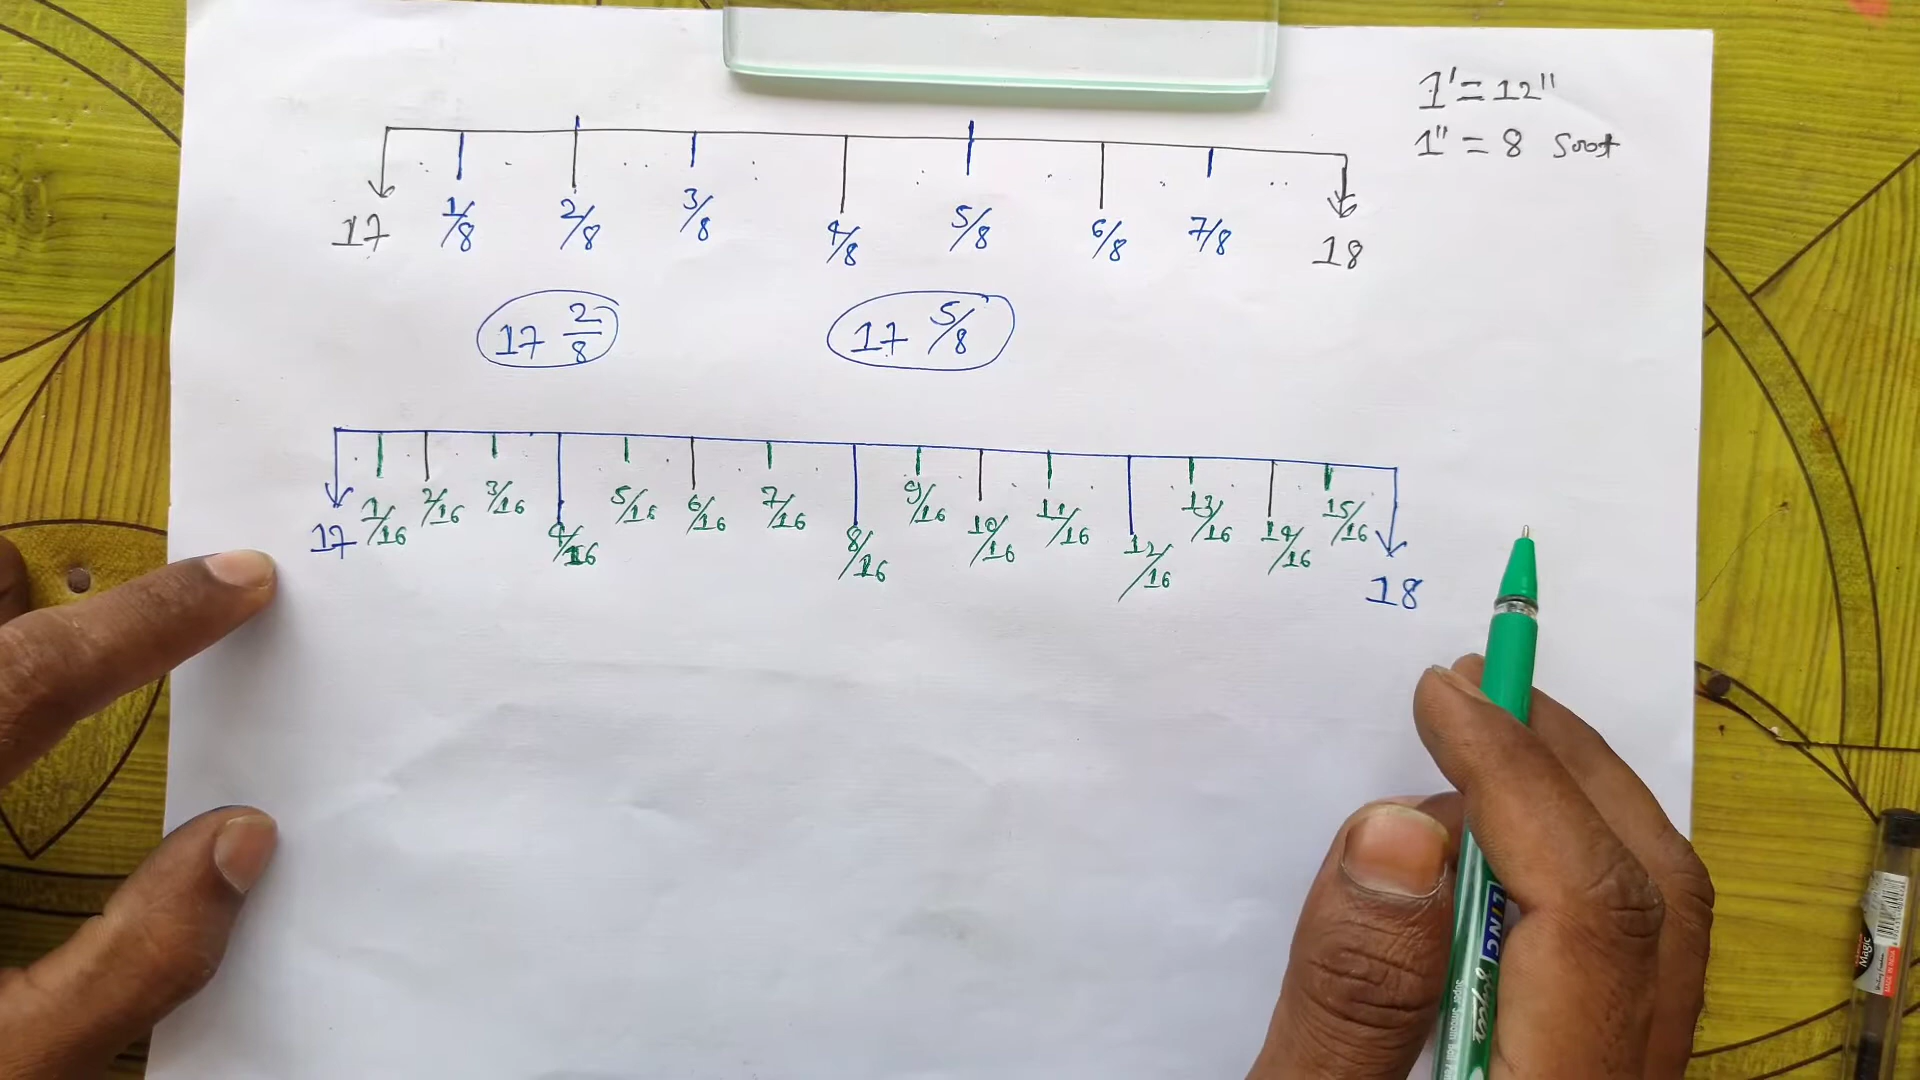 1' = 12"
1" = 8 Soot
17 1/8 2/8 3/8 4/8 5/8 6/8 7/8 18
17 2/8 17 5/8
17 1/16 2/16 3/16 4/16 5/16 6/16 7/16 8/16 9/16 10/16 11/16 12/16 13/16 14/16 15/16 18
LINC
Magic